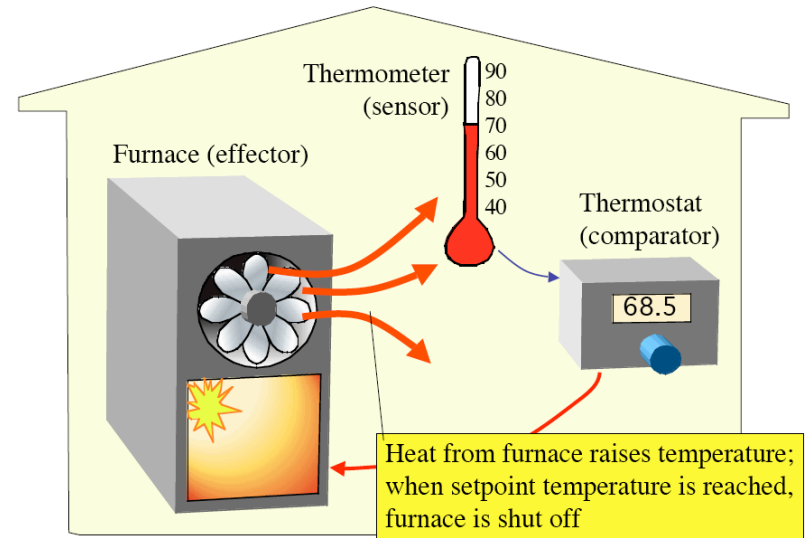 Thermometer
(sensor)
90
80
70
60
50
40
Furnace (effector)
Thermostat
(comparator)
68.5
Heat from furnace raises temperature;
when setpoint temperature is reached,
furnace is shut off